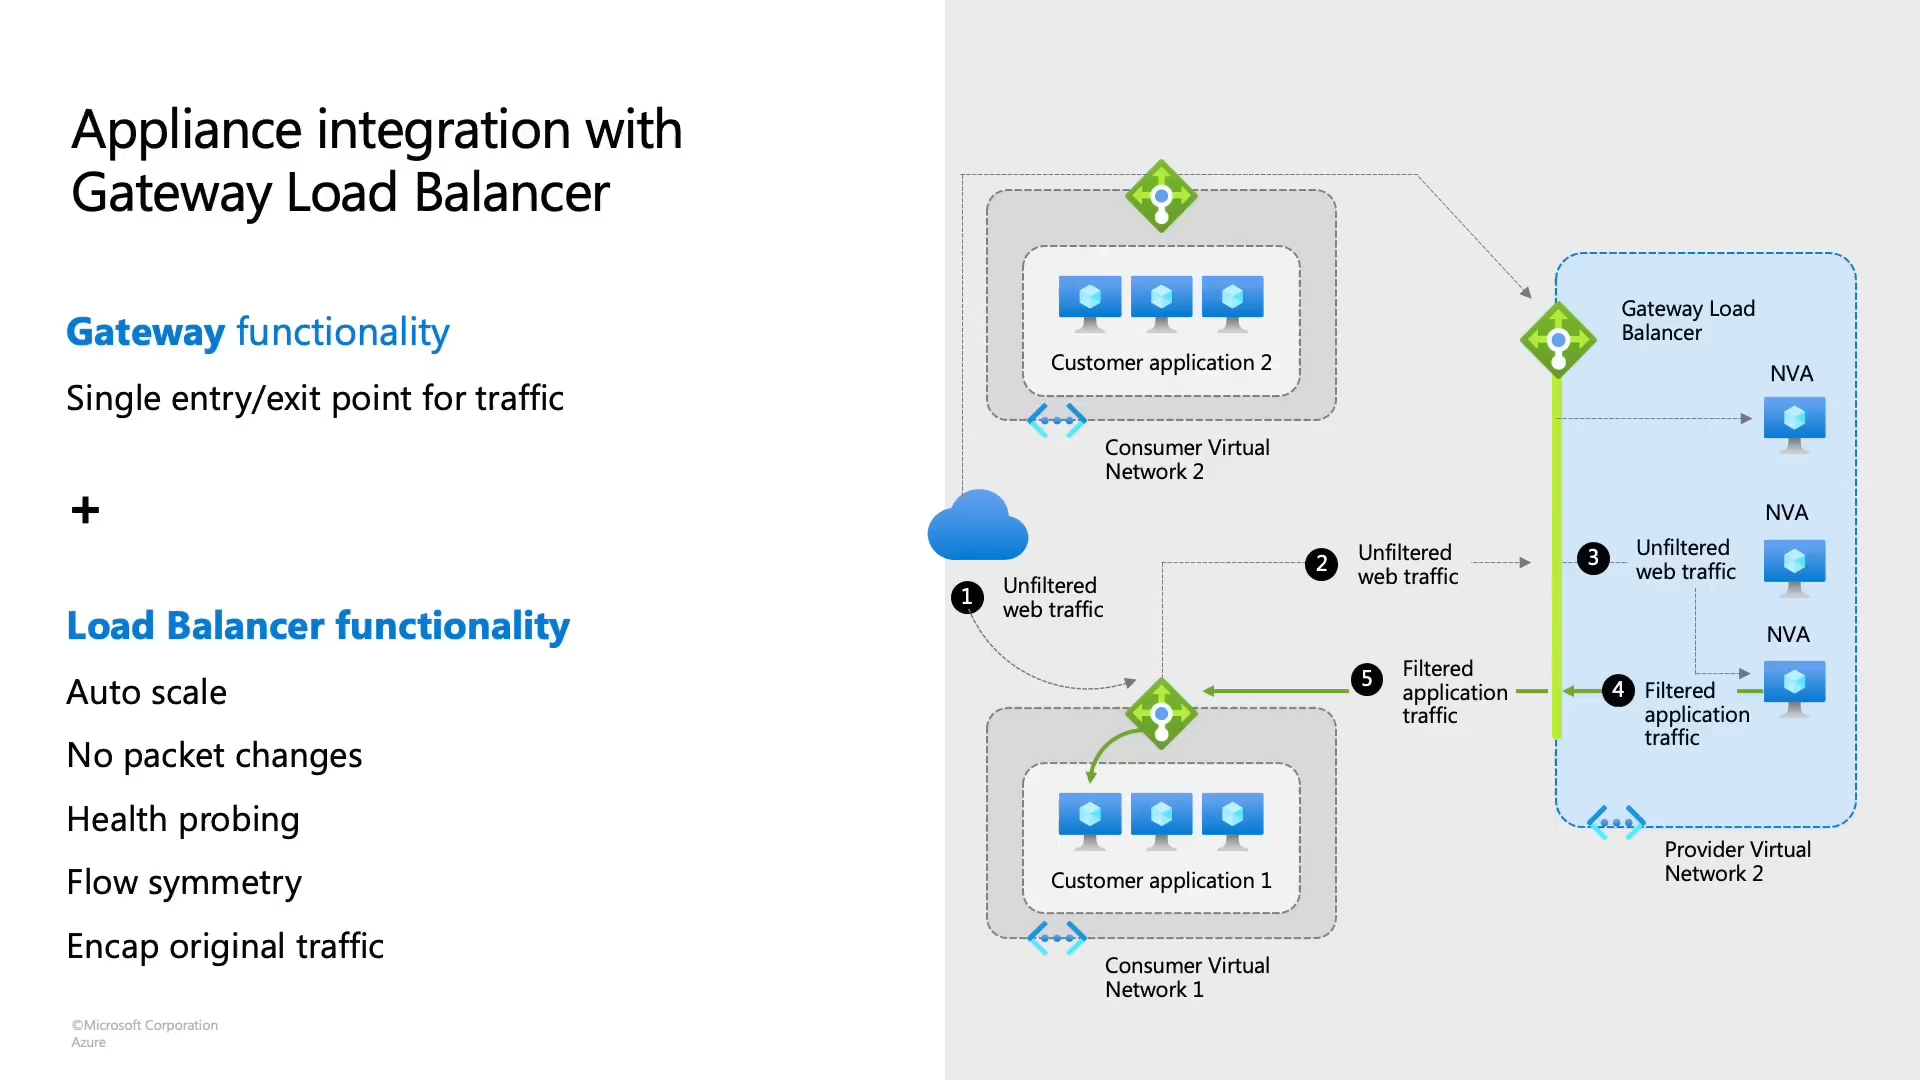 Appliance integration with
Gateway Load Balancer
Gateway functionality
Single entry/exit point for traffic
+
Load Balancer functionality
Auto scale
No packet changes
Health probing
Flow symmetry
Encap original traffic
©Microsoft Corporation
Azure
Customer application 2
Consumer Virtual
Network 2
Gateway Load
Balancer
NVA
NVA
NVA
1
Unfiltered
web traffic
2
Unfiltered
web traffic
3
Unfiltered
web traffic
4
Filtered
application
traffic
5
Filtered
application
traffic
Customer application 1
Consumer Virtual
Network 1
Provider Virtual
Network 2